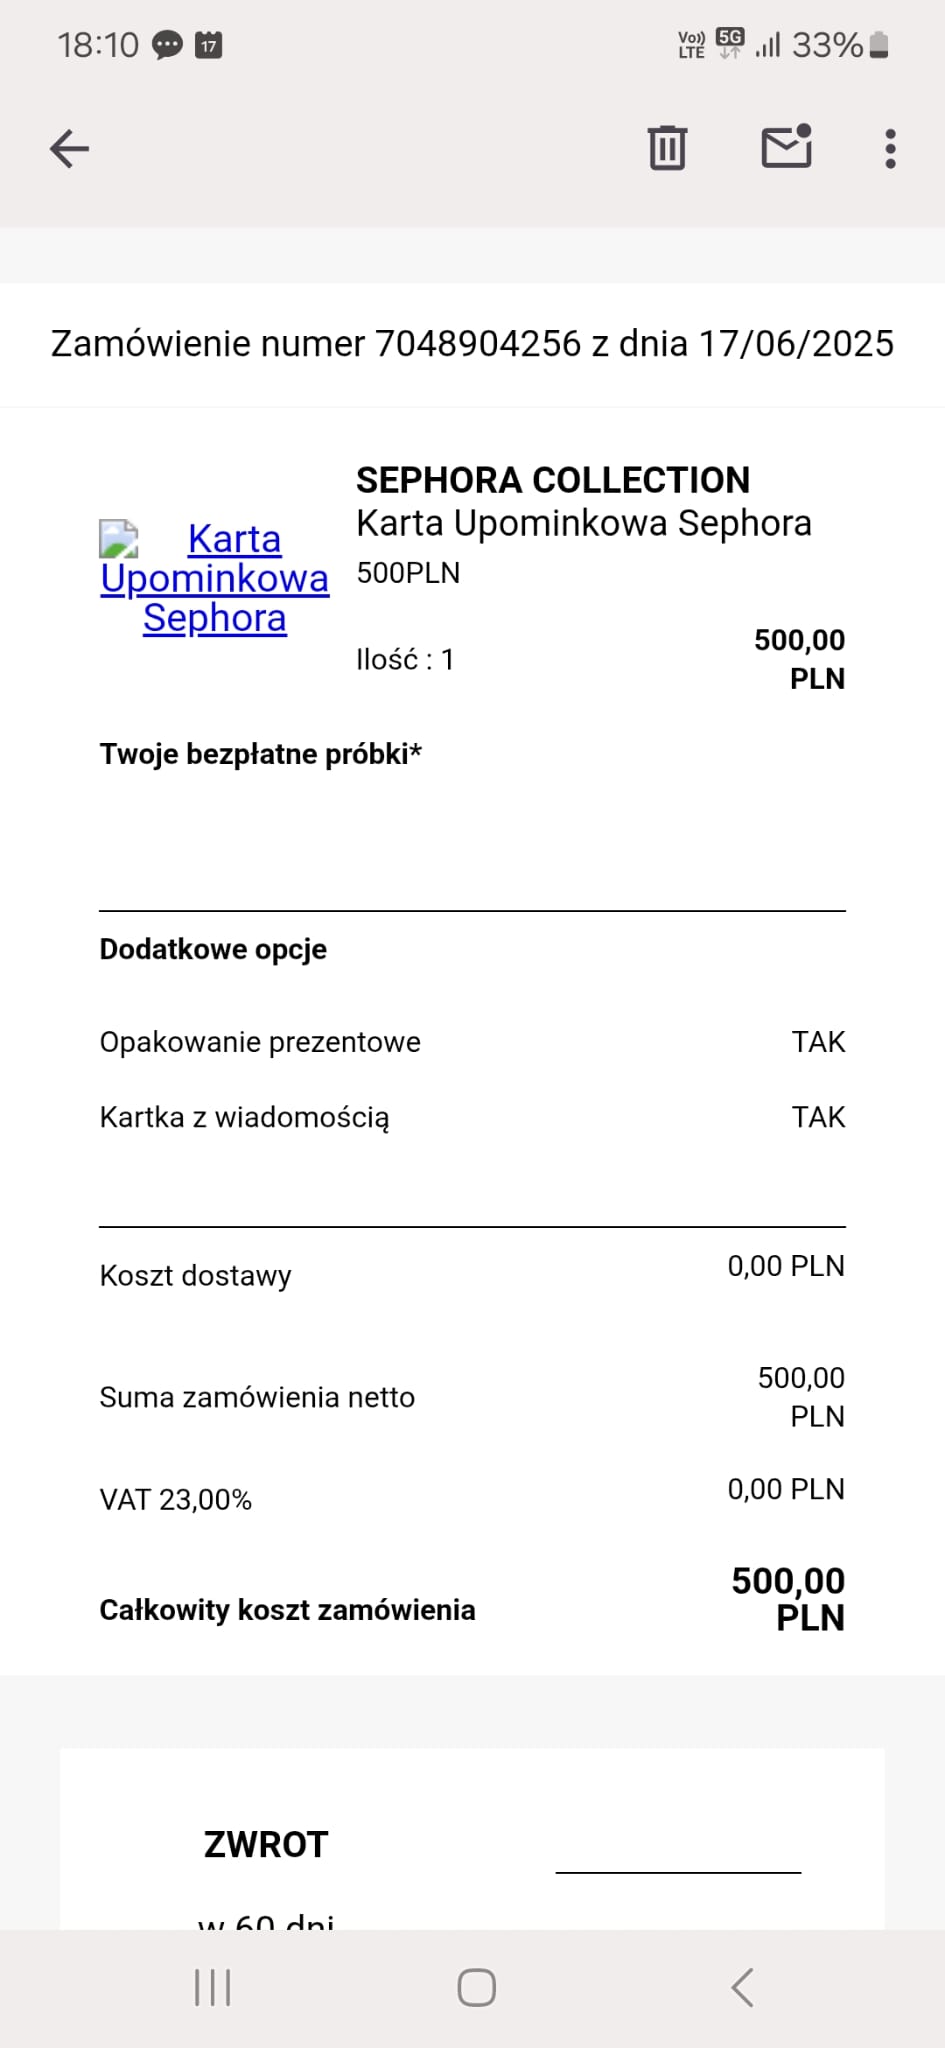 18:10 17 Vo)) LTE 5G 33%
Zamówienie numer 7048904256 z dnia 17/06/2025
SEPHORA COLLECTION
Karta Upominkowa Sephora
Karta
Upominkowa
Sephora
500PLN
Ilość : 1
500,00
PLN
Twoje bezpłatne próbki*
Dodatkowe opcje
Opakowanie prezentowe TAK
Kartka z wiadomością TAK
Koszt dostawy 0,00 PLN
Suma zamówienia netto 500,00
PLN
VAT 23,00% 0,00 PLN
Całkowity koszt zamówienia 500,00
PLN
ZWROT
w 60 dni